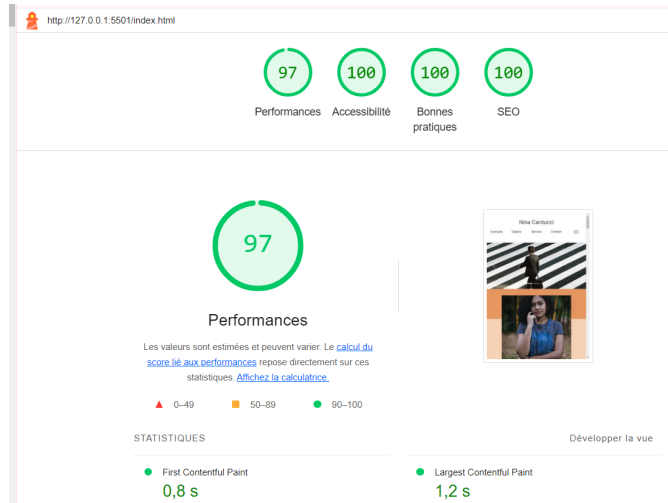 http://127.0.0.1:5501/index.html
97 100 100 100
Performances Accessibilité Bonnes pratiques SEO
97
Nina Carducci
Performances
Les valeurs sont estimées et peuvent varier. Le calcul du
score lié aux performances repose directement sur ces
statistiques. Affichez la calculatrice.
0–49 50–89 90–100
STATISTIQUES Développer la vue
First Contentful Paint Largest Contentful Paint
0,8 s 1,2 s